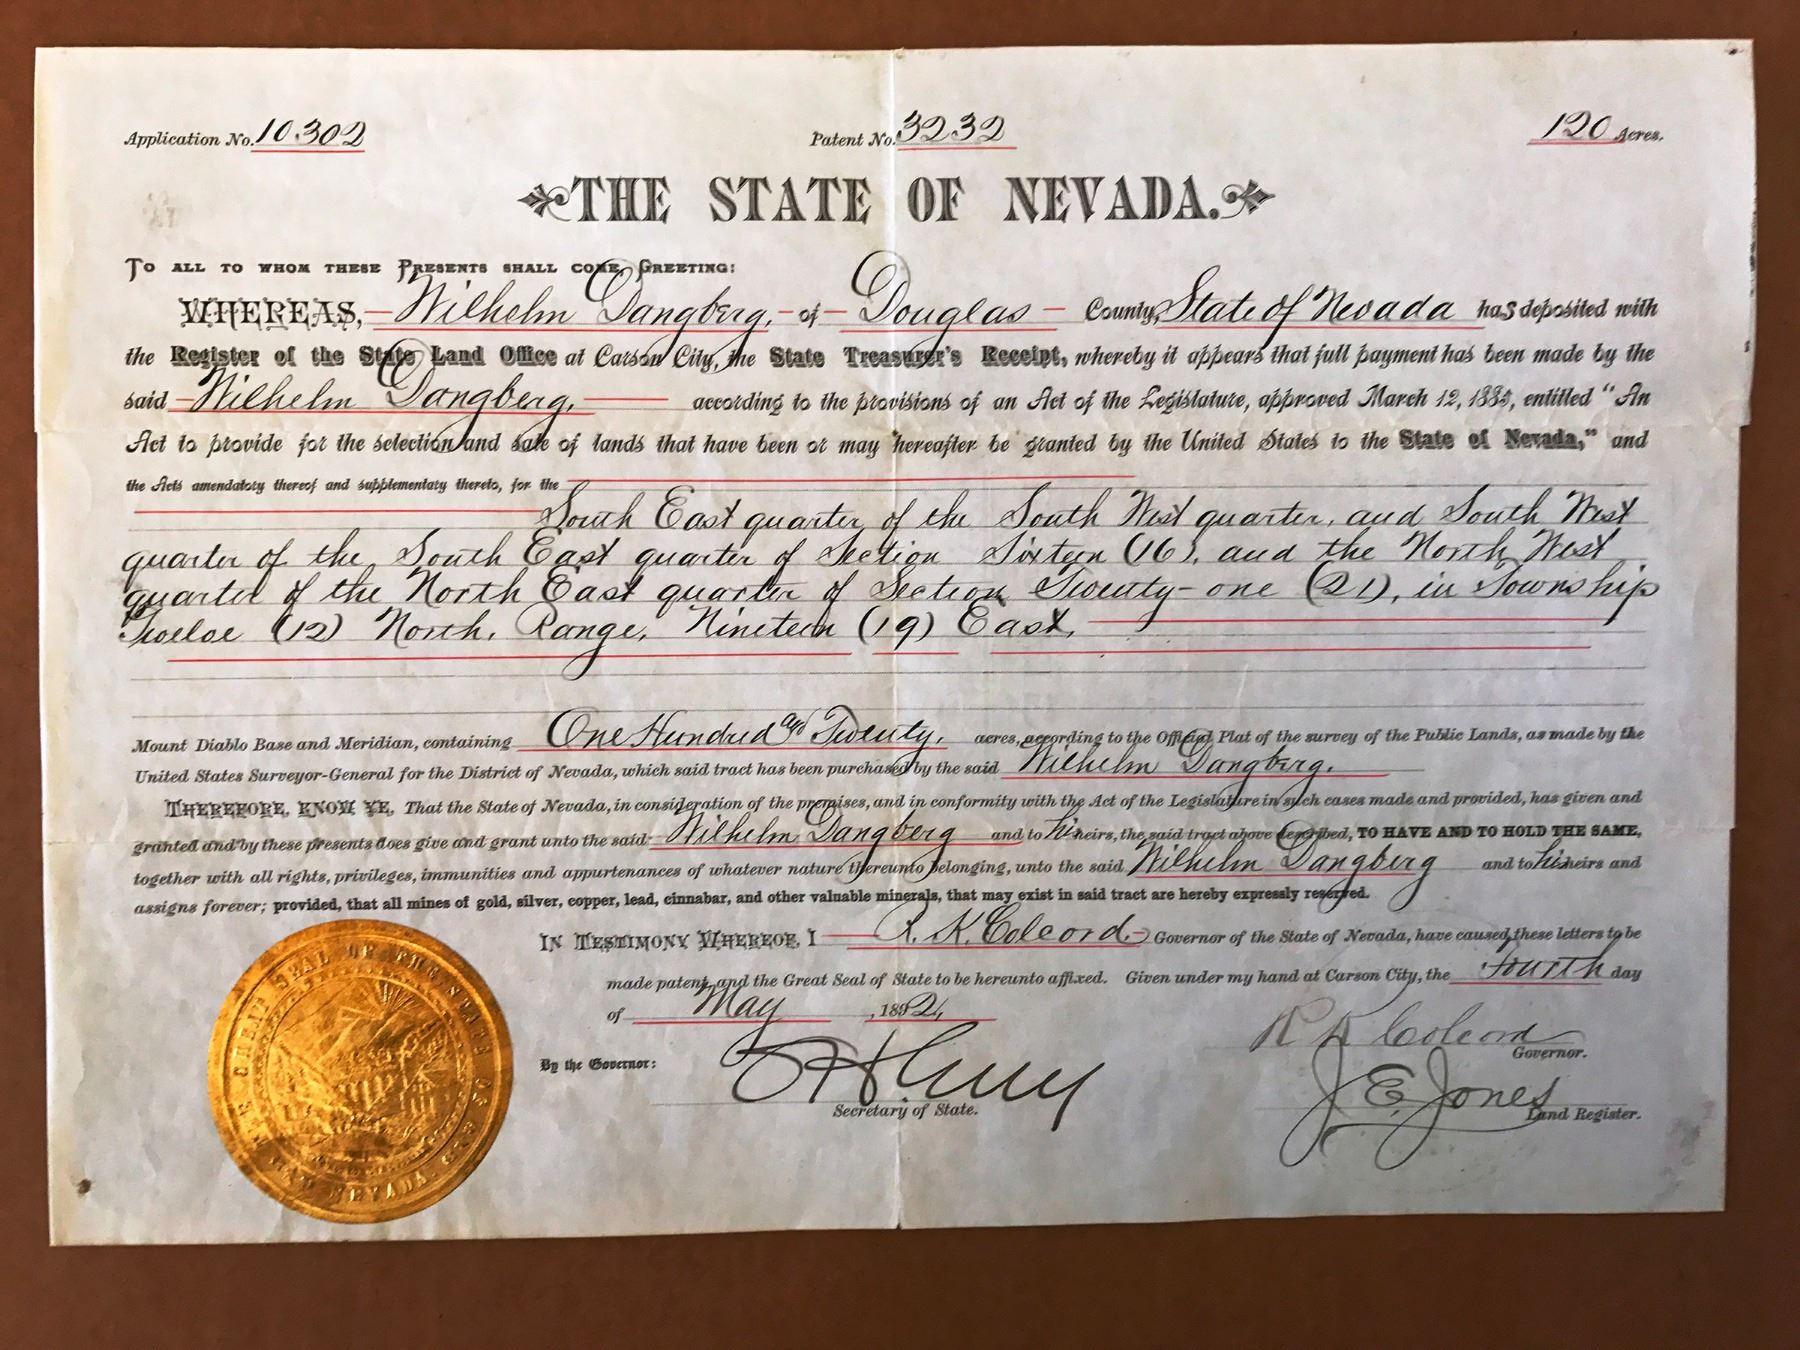 Application No. 10.302 Patent No. 3232 120 Acres.
THE STATE OF NEVADA.
TO ALL TO WHOM THESE PRESENTS SHALL COME, GREETING:
WHEREAS, Wilhelm Dangberg, of Douglas County, State of Nevada has deposited with
the Register of the State Land Office at Carson City, the State Treasurer's Receipt, whereby it appears that full payment has been made by the
said Wilhelm Dangberg, according to the provisions of an Act of the Legislature, approved March 12, 1885, entitled "An
Act to provide for the selection and sale of lands that have been or may hereafter be granted by the United States to the State of Nevada," and
the Acts amendatory thereof and supplementary thereto, for the
South East quarter of the South West quarter, and South West
quarter of the South East quarter of Section Sixteen (16), and the North West
quarter of the North East quarter of Section Twenty-one (21), in Township
Twelve (12) North, Range, Nineteen (19) East,
Mount Diablo Base and Meridian, containing One Hundred and Twenty, acres, according to the Official Plat of the survey of the Public Lands, as made by the
United States Surveyor-General for the District of Nevada, which said tract has been purchased by the said Wilhelm Dangberg.
THEREFORE, KNOW YE, That the State of Nevada, in consideration of the premises, and in conformity with the Act of the Legislature in such cases made and provided, has given and
granted and by these presents does give and grant unto the said Wilhelm Dangberg and to his heirs, the said tract above described, TO HAVE AND TO HOLD THE SAME,
together with all rights, privileges, immunities and appurtenances of whatever nature thereunto belonging, unto the said Wilhelm Dangberg and to his heirs and
assigns forever; provided, that all mines of gold, silver, copper, lead, cinnabar, and other valuable minerals, that may exist in said tract are hereby expressly reserved.
IN TESTIMONY WHEREOF, I R. K. Colcord. Governor of the State of Nevada, have caused these letters to be
made patent, and the Great Seal of State to be hereunto affixed. Given under my hand at Carson City, the fourth day
of May, 1892,
R K Colcord
Governor.
By the Governor:
Secretary of State.
J. E. Jones
Land Register.
THE GREAT SEAL OF THE STATE OF NEVADA